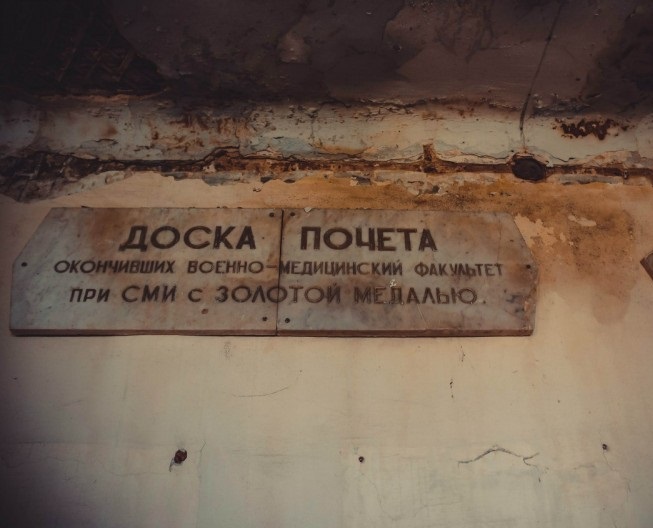 ДОСКА ПОЧЕТА
ОКОНЧИВШИХ ВОЕННО-МЕДИЦИНСКИЙ ФАКУЛЬТЕТ
ПРИ СМИ С ЗОЛОТОЙ МЕДАЛЬЮ.